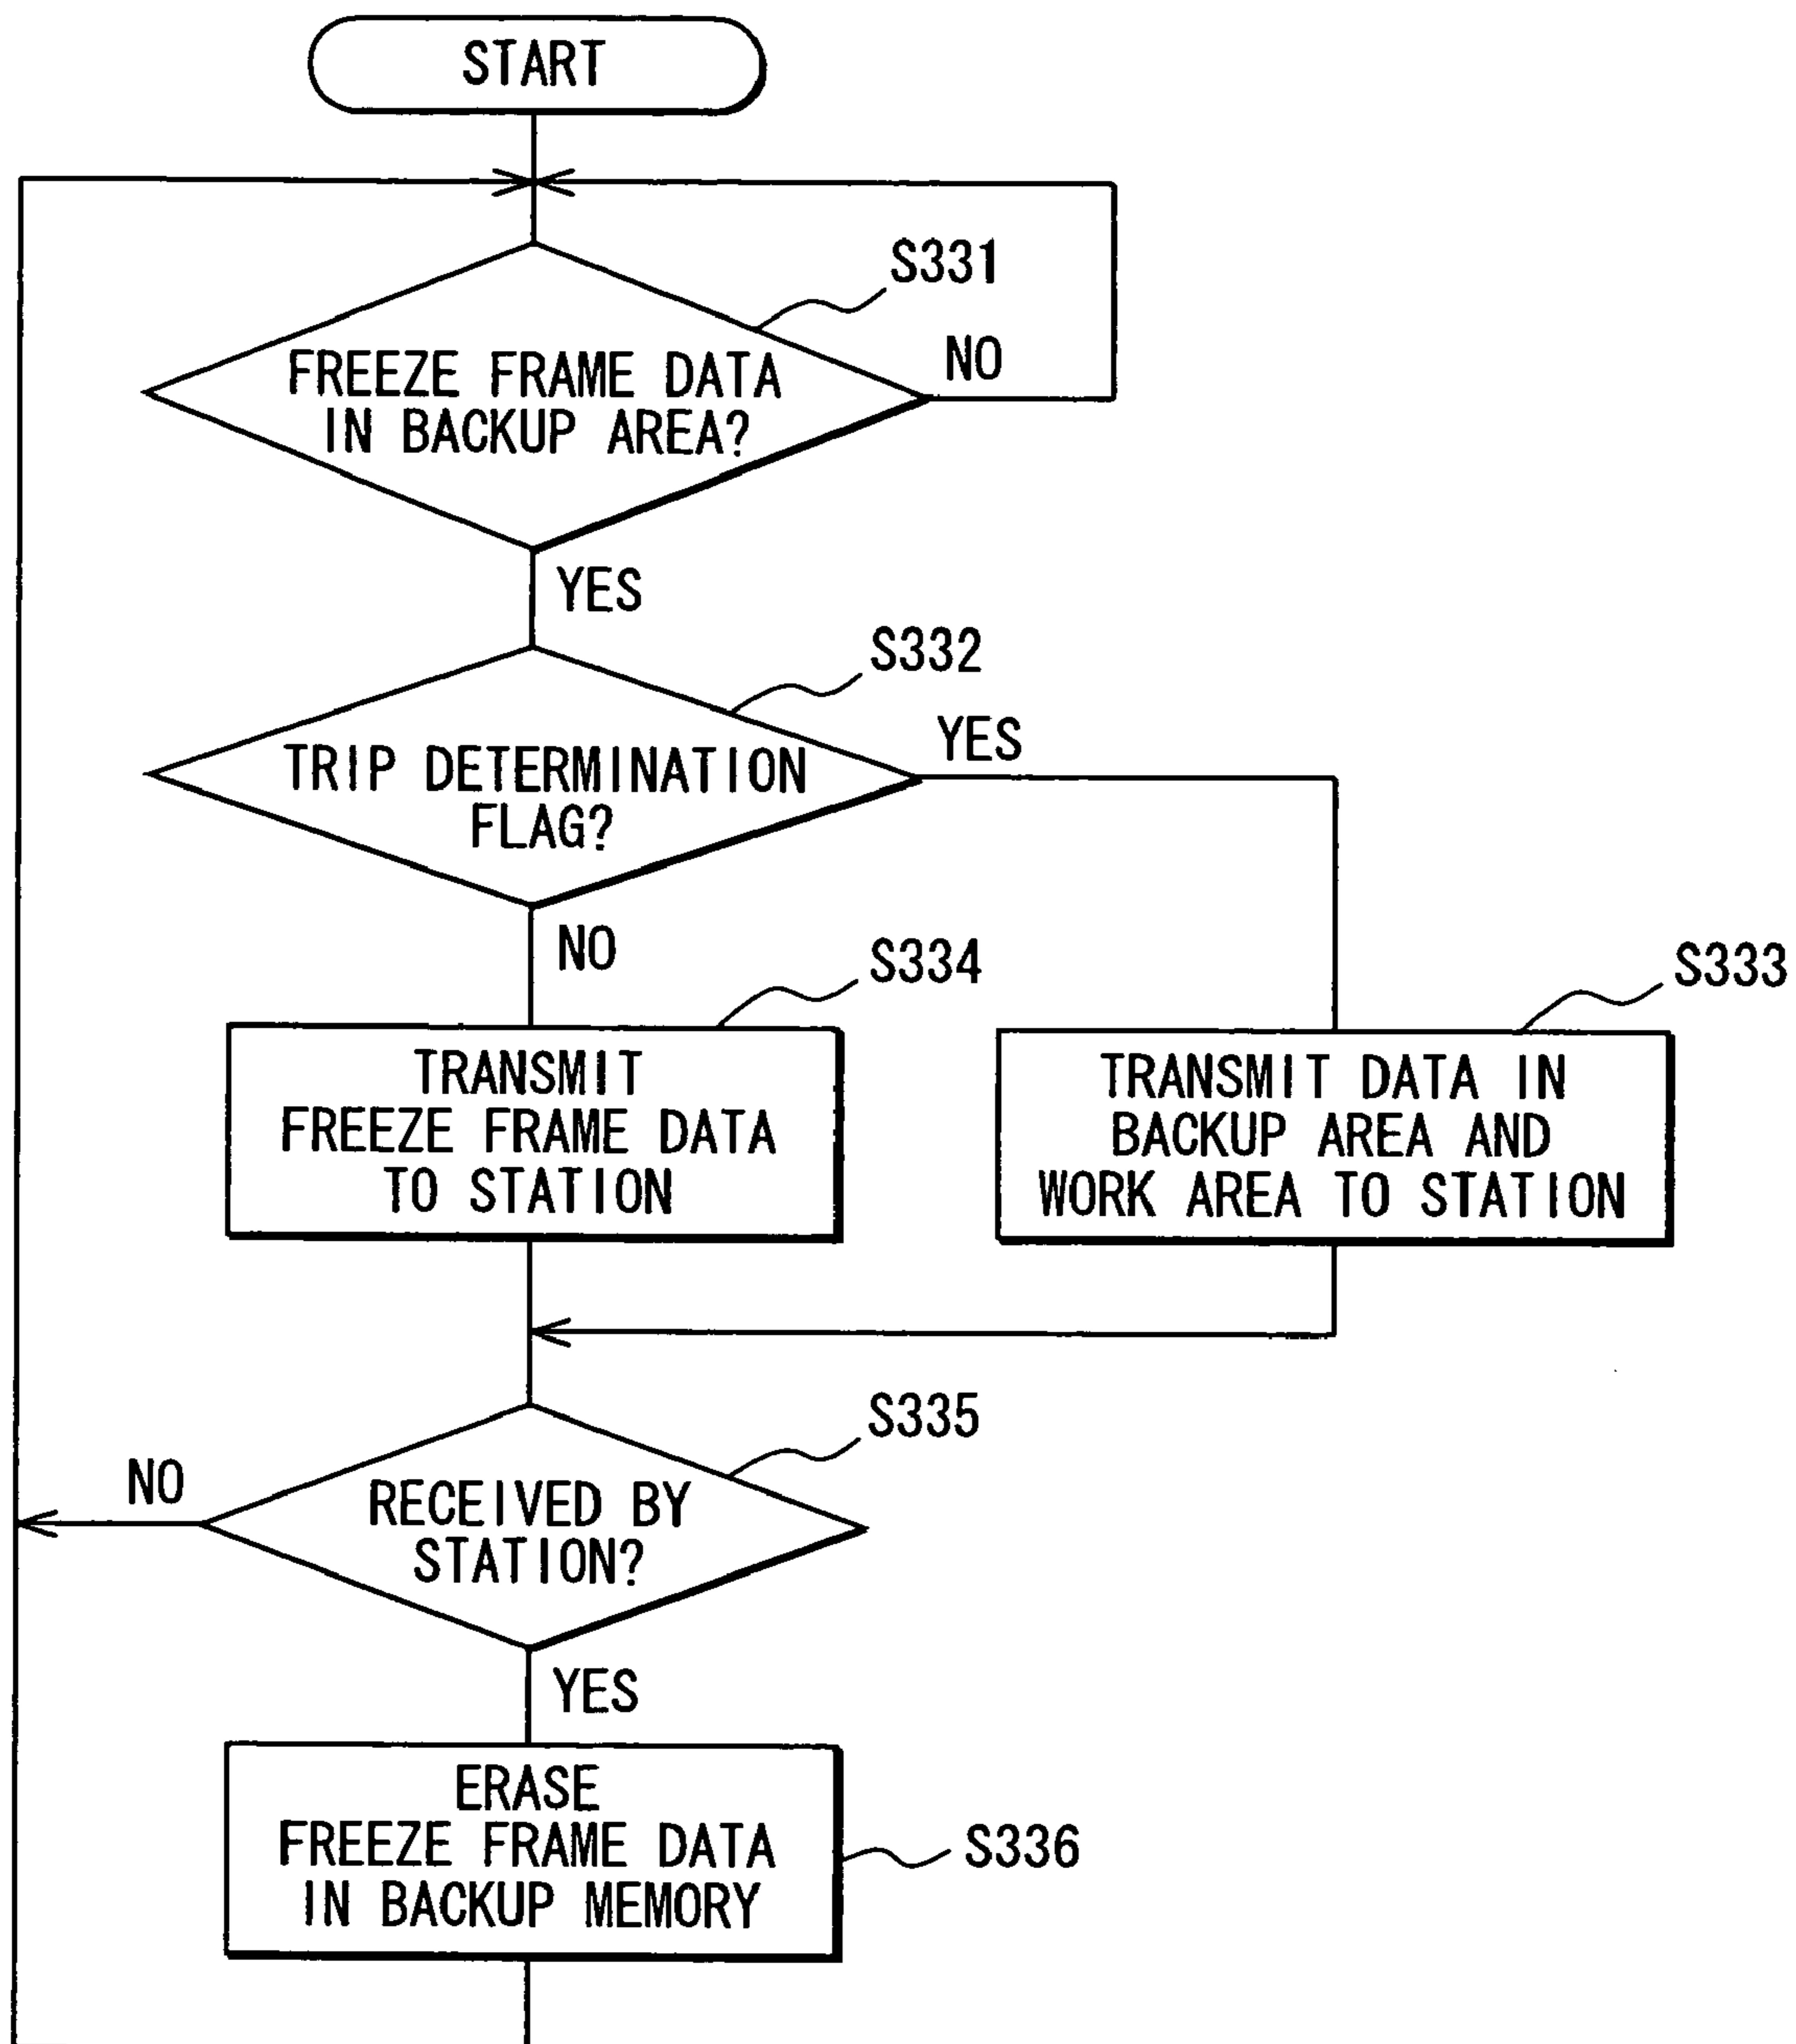 START
S331
FREEZE FRAME DATA
IN BACKUP AREA?
NO
YES
S332
TRIP DETERMINATION
FLAG?
YES
NO
S334
S333
TRANSMIT
FREEZE FRAME DATA
TO STATION
TRANSMIT DATA IN
BACKUP AREA AND
WORK AREA TO STATION
S335
NO
RECEIVED BY
STATION?
YES
ERASE
FREEZE FRAME DATA
IN BACKUP MEMORY
S336